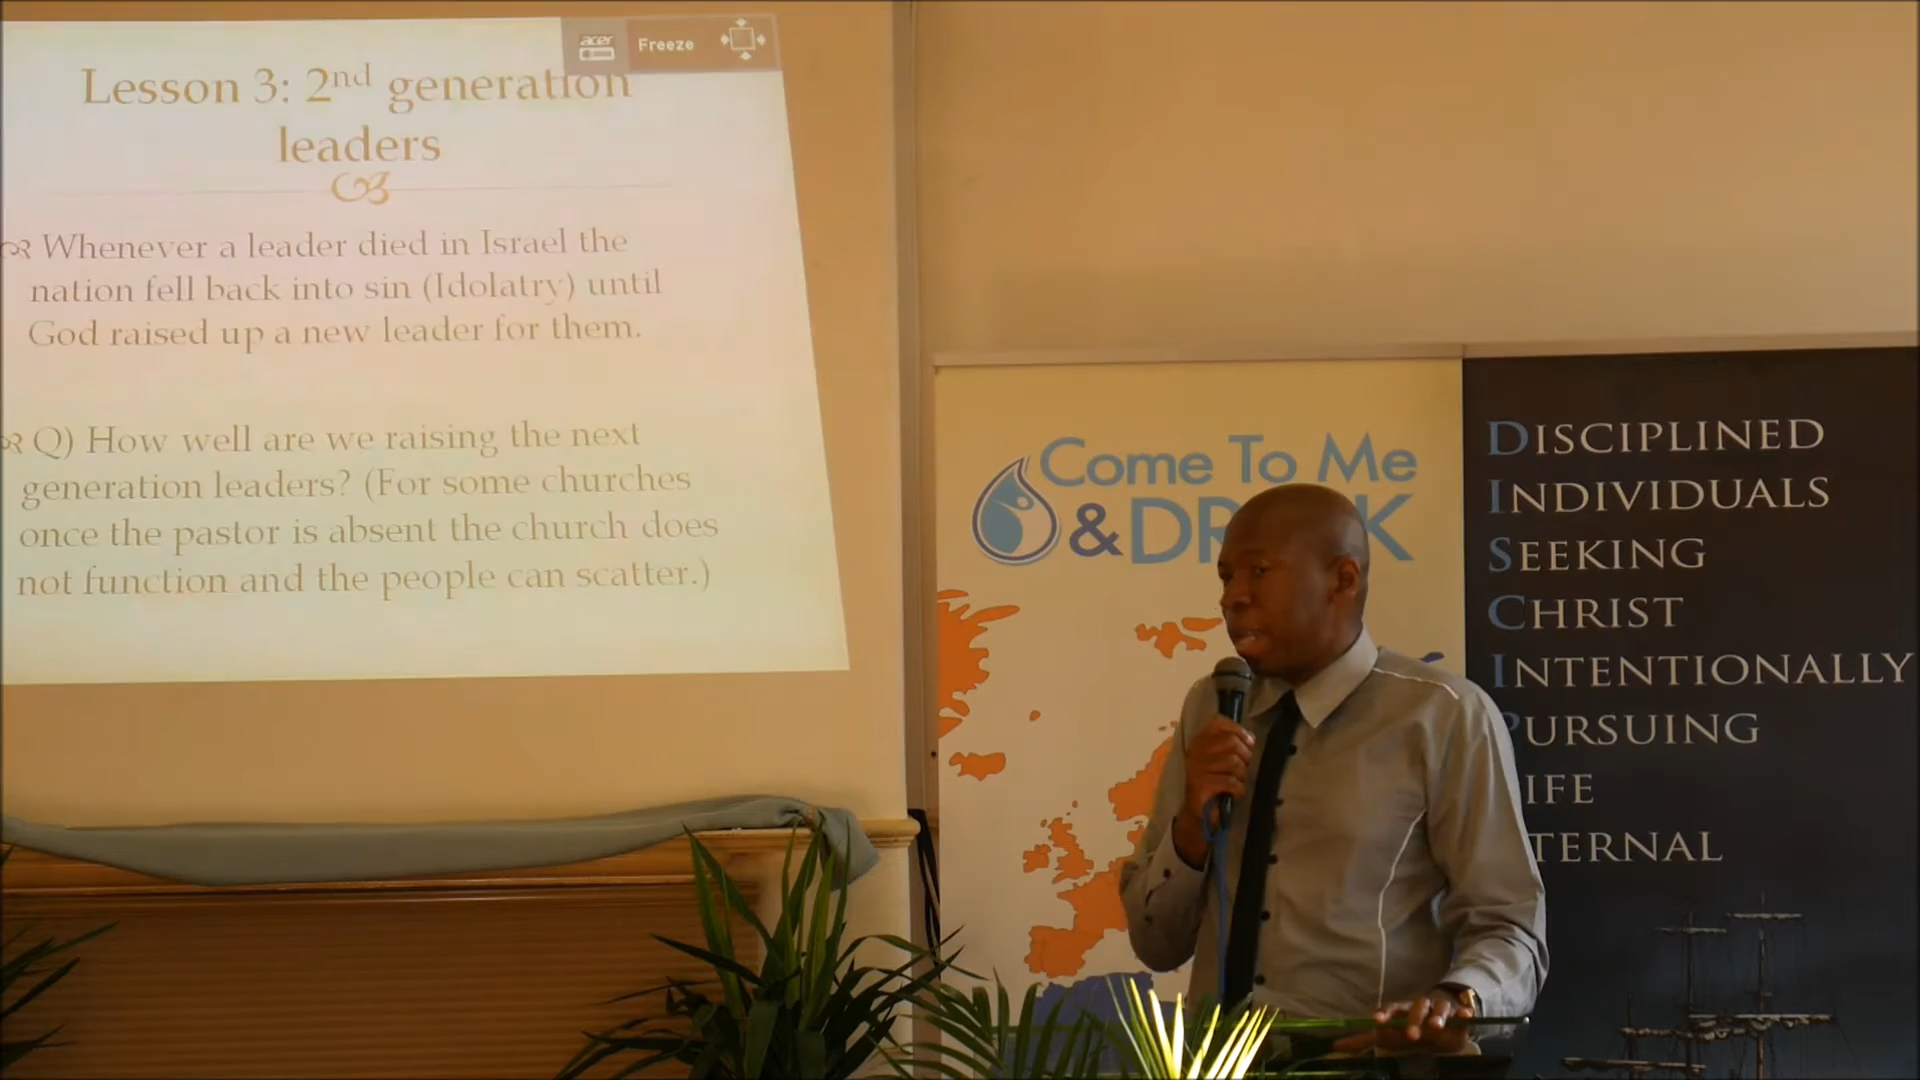 acer
Freeze
Lesson 3: 2nd generation
leaders
Whenever a leader died in Israel the
nation fell back into sin (Idolatry) until
God raised up a new leader for them.
Q) How well are we raising the next
generation leaders? (For some churches
once the pastor is absent the church does
not function and the people can scatter.)
Come To Me
&DR K
DISCIPLINED
INDIVIDUALS
SEEKING
CHRIST
INTENTIONALLY
PURSUING
IFE
TERNAL